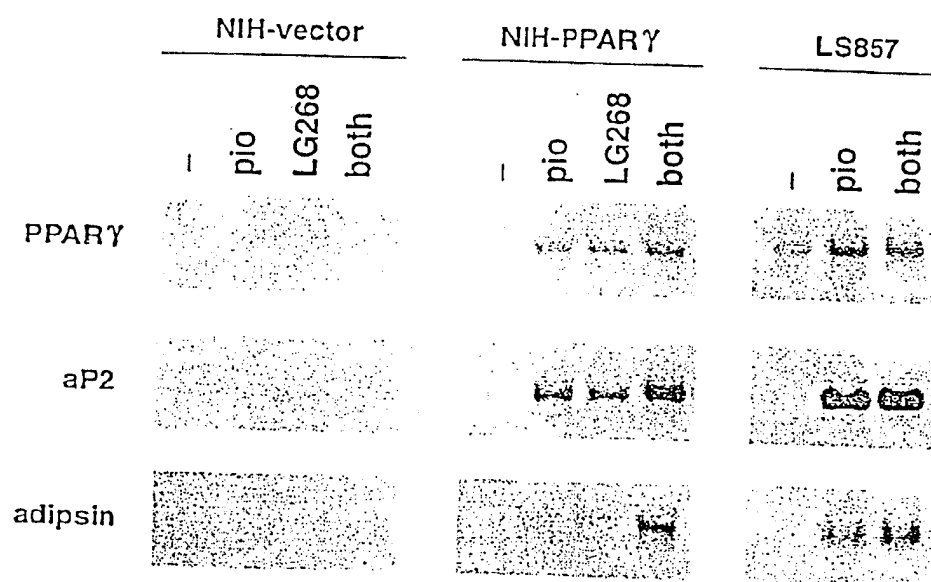 NIH-vector NIH-PPARγ LS857
– pio LG268 both – pio LG268 both – pio both
PPARγ
aP2
adipsin